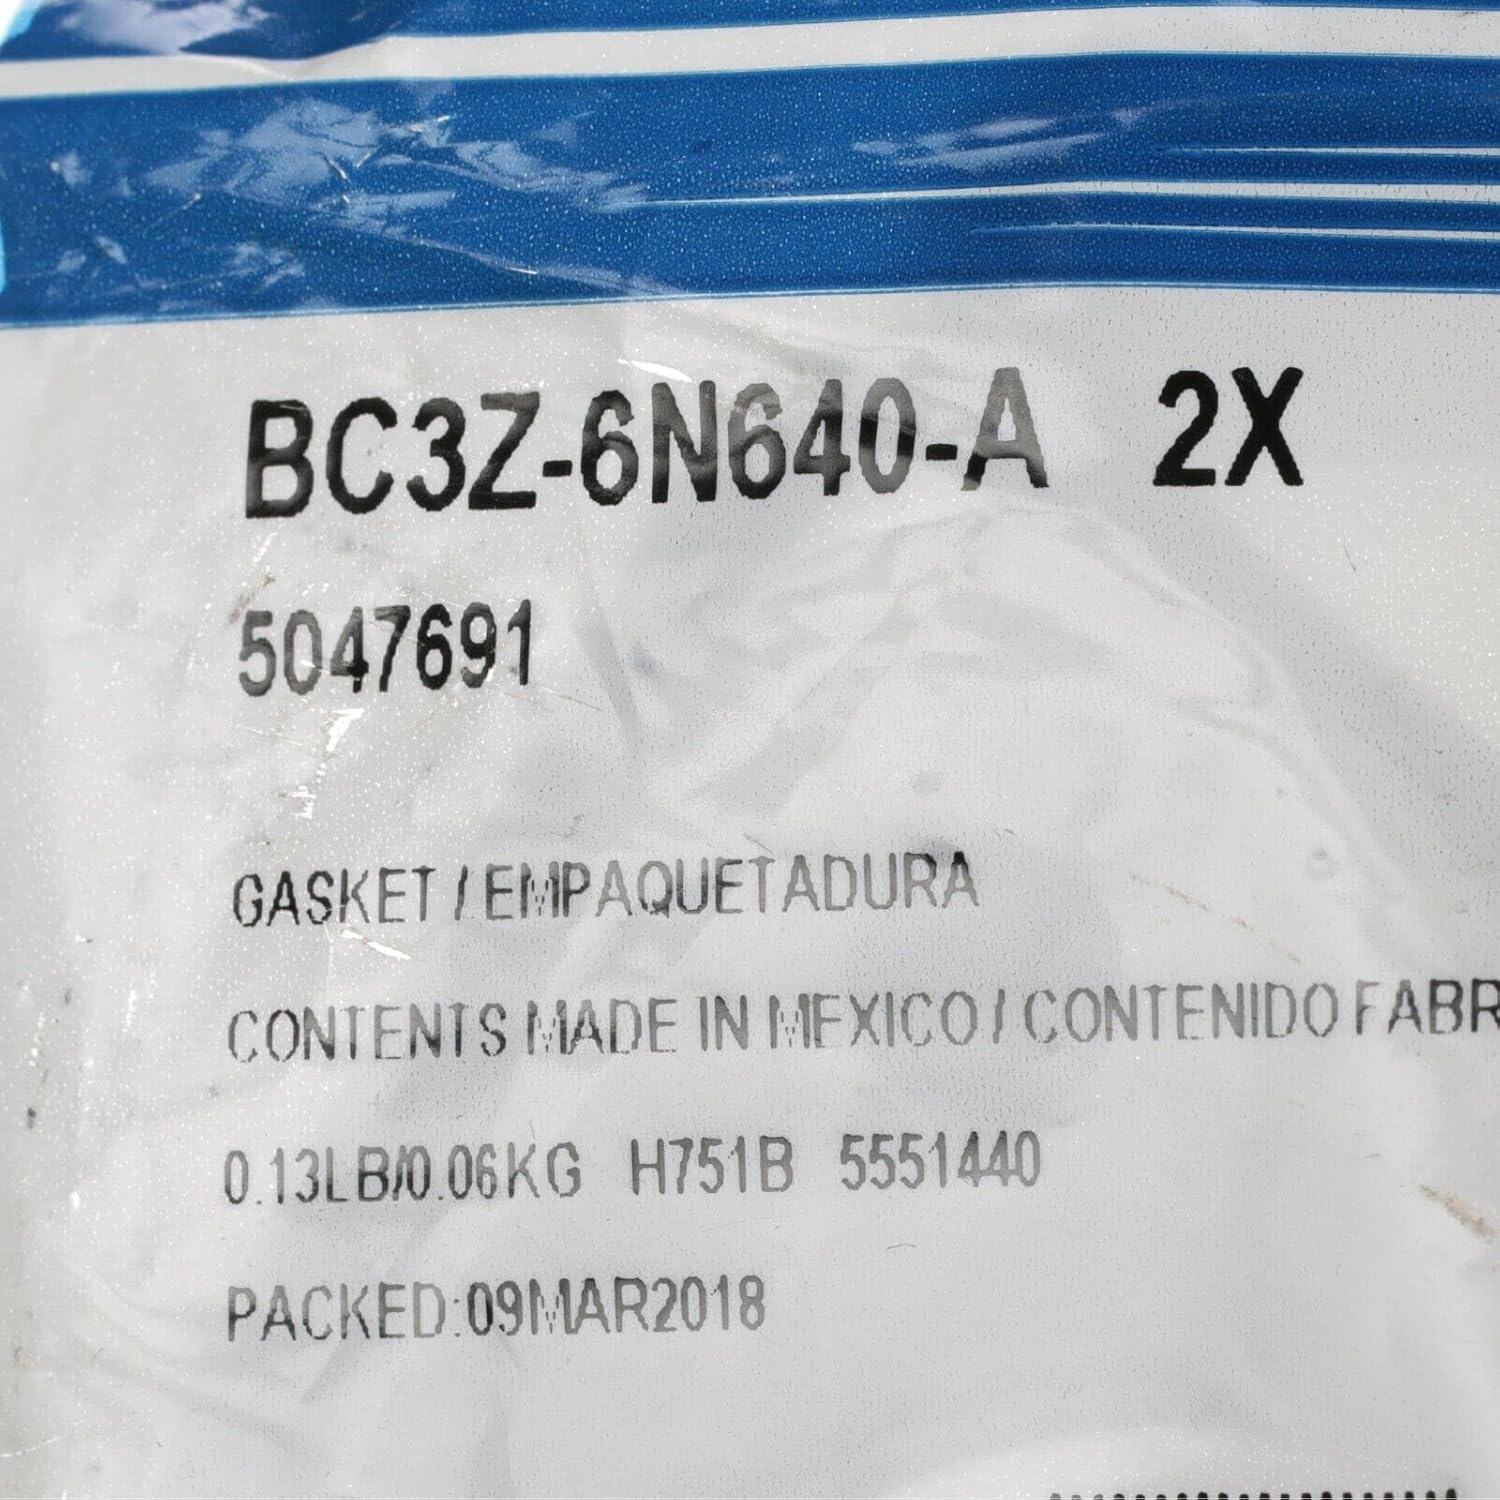 BC3Z-6N640-A 2X
5047691
GASKET / EMPAQUETADURA
CONTENTS MADE IN MEXICO / CONTENIDO FABR
0.13LB/0.06KG H751B 5551440
PACKED:09MAR2018